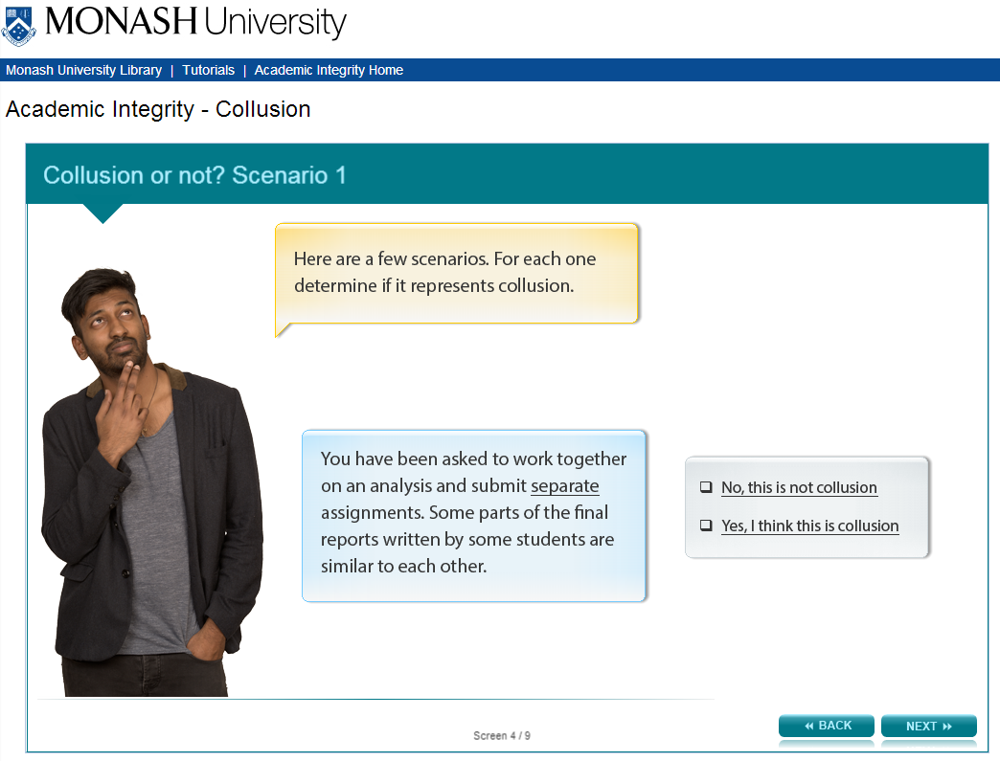 MONASH University
Monash University Library | Tutorials | Academic Integrity Home
Academic Integrity - Collusion
Collusion or not? Scenario 1
Here are a few scenarios. For each one
determine if it represents collusion.
You have been asked to work together
on an analysis and submit separate
assignments. Some parts of the final
reports written by some students are
similar to each other.
No, this is not collusion
Yes, I think this is collusion
Screen 4 / 9
BACK
NEXT